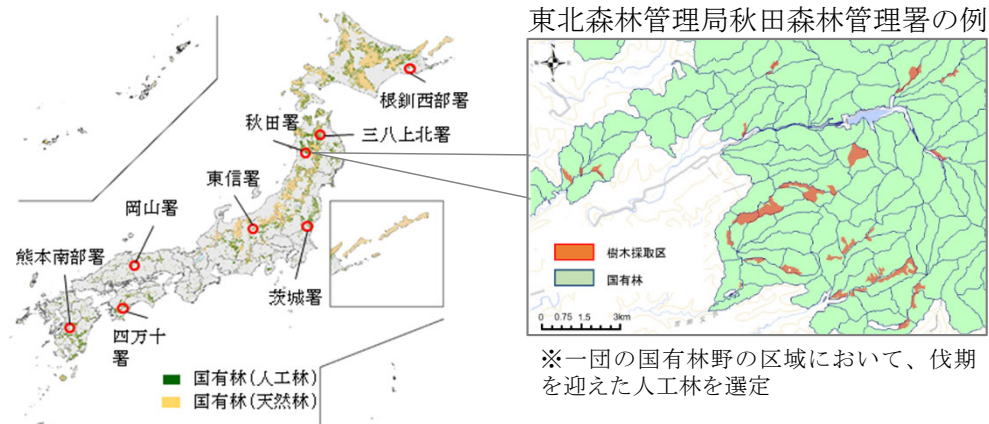 東北森林管理局秋田森林管理署の例
根釧西部署
秋田署
三八上北署
東信署
岡山署
熊本南部署
茨城署
四万十
署
国有林(人工林)
国有林(天然林)
樹木採取区
国有林
0 0.75 1.5 3km
※一団の国有林野の区域において、伐期
を迎えた人工林を選定